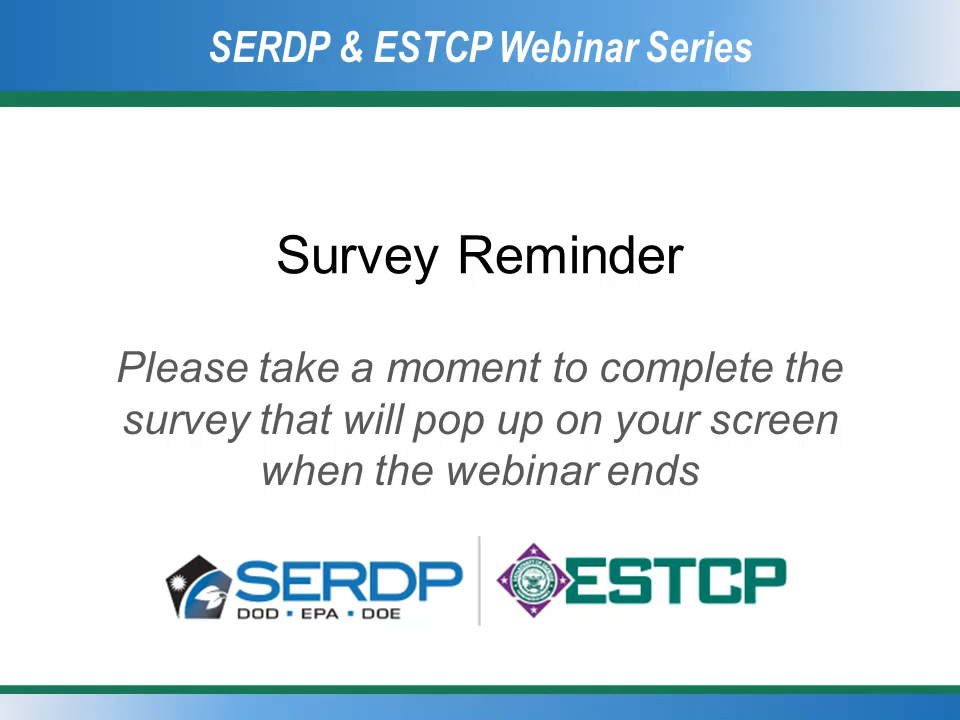 SERDP & ESTCP Webinar Series
Survey Reminder
Please take a moment to complete the
survey that will pop up on your screen
when the webinar ends
SERDP
DOD • EPA • DOE
ESTCP